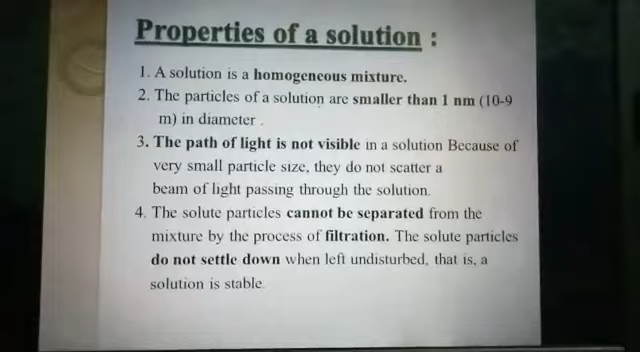 Properties of a solution :
1. A solution is a homogeneous mixture.
2. The particles of a solution are smaller than 1 nm (10-9
m) in diameter .
3. The path of light is not visible in a solution Because of
very small particle size, they do not scatter a
beam of light passing through the solution.
4. The solute particles cannot be separated from the
mixture by the process of filtration. The solute particles
do not settle down when left undisturbed, that is, a
solution is stable